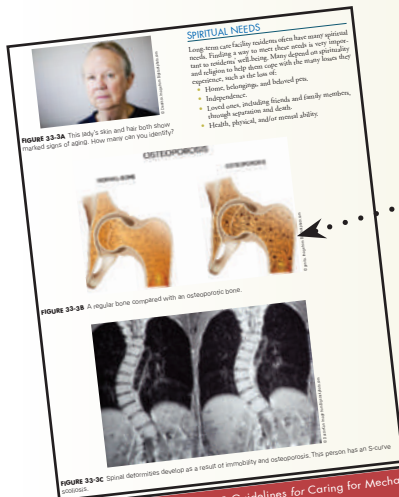 SPIRITUAL NEEDS
Long-term care facility residents often have many spiritual
needs. Finding a way to meet these needs is very impor-
tant to residents' well-being. Many depend on spirituality
and religion to help them cope with the many losses they
experience, such as the loss of:
• Home, belongings, and beloved pets.
• Independence.
• Loved ones, including friends and family members,
through separation and death.
• Health, physical, and/or mental ability.
FIGURE 33-3A This lady's skin and hair both show
marked signs of aging. How many can you identify?
OSTEOPOROSIS
NORMAL BONE
OSTEOPOROSIS
FIGURE 33-3B A regular bone compared with an osteoporotic bone.
FIGURE 33-3C Spinal deformities develop as a result of immobility and osteoporosis. This person has an S-curve
scoliosis.
Guidelines for Caring for Mecha